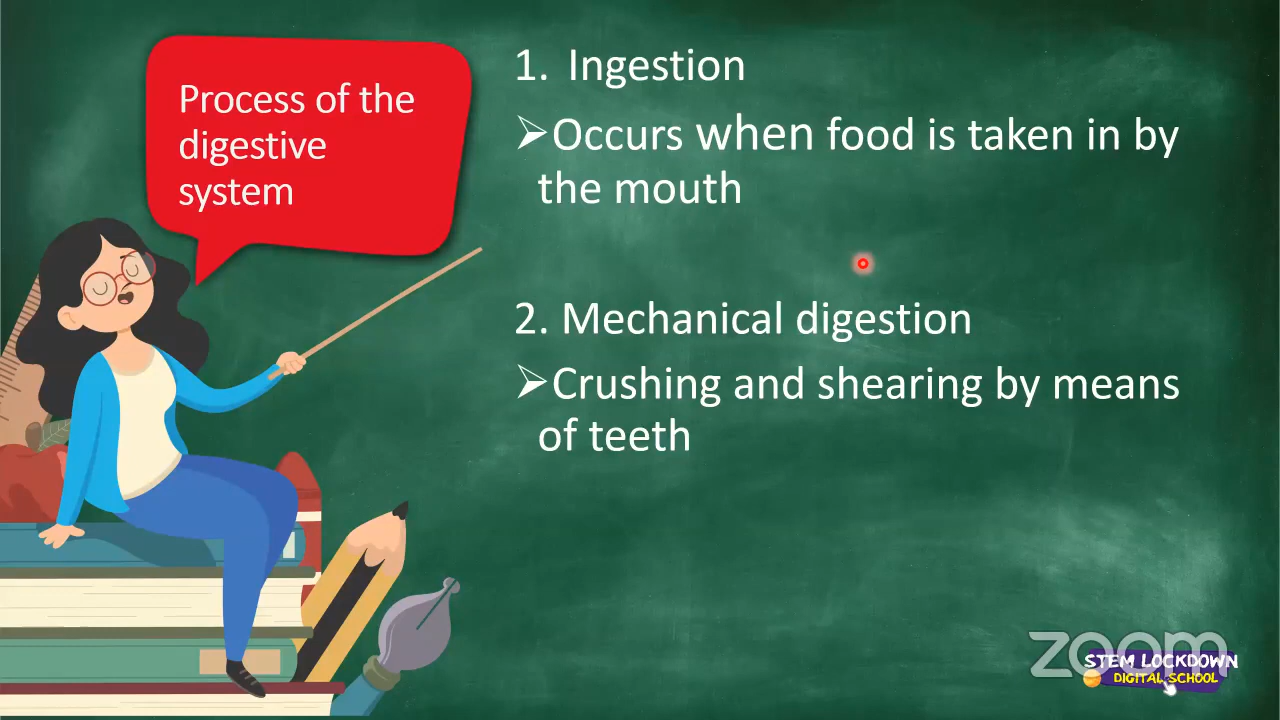 Process of the
digestive
system
1. Ingestion
➢Occurs when food is taken in by
the mouth
2. Mechanical digestion
➢Crushing and shearing by means
of teeth
zoom
STEM LOCKDOWN
DIGITAL SCHOOL